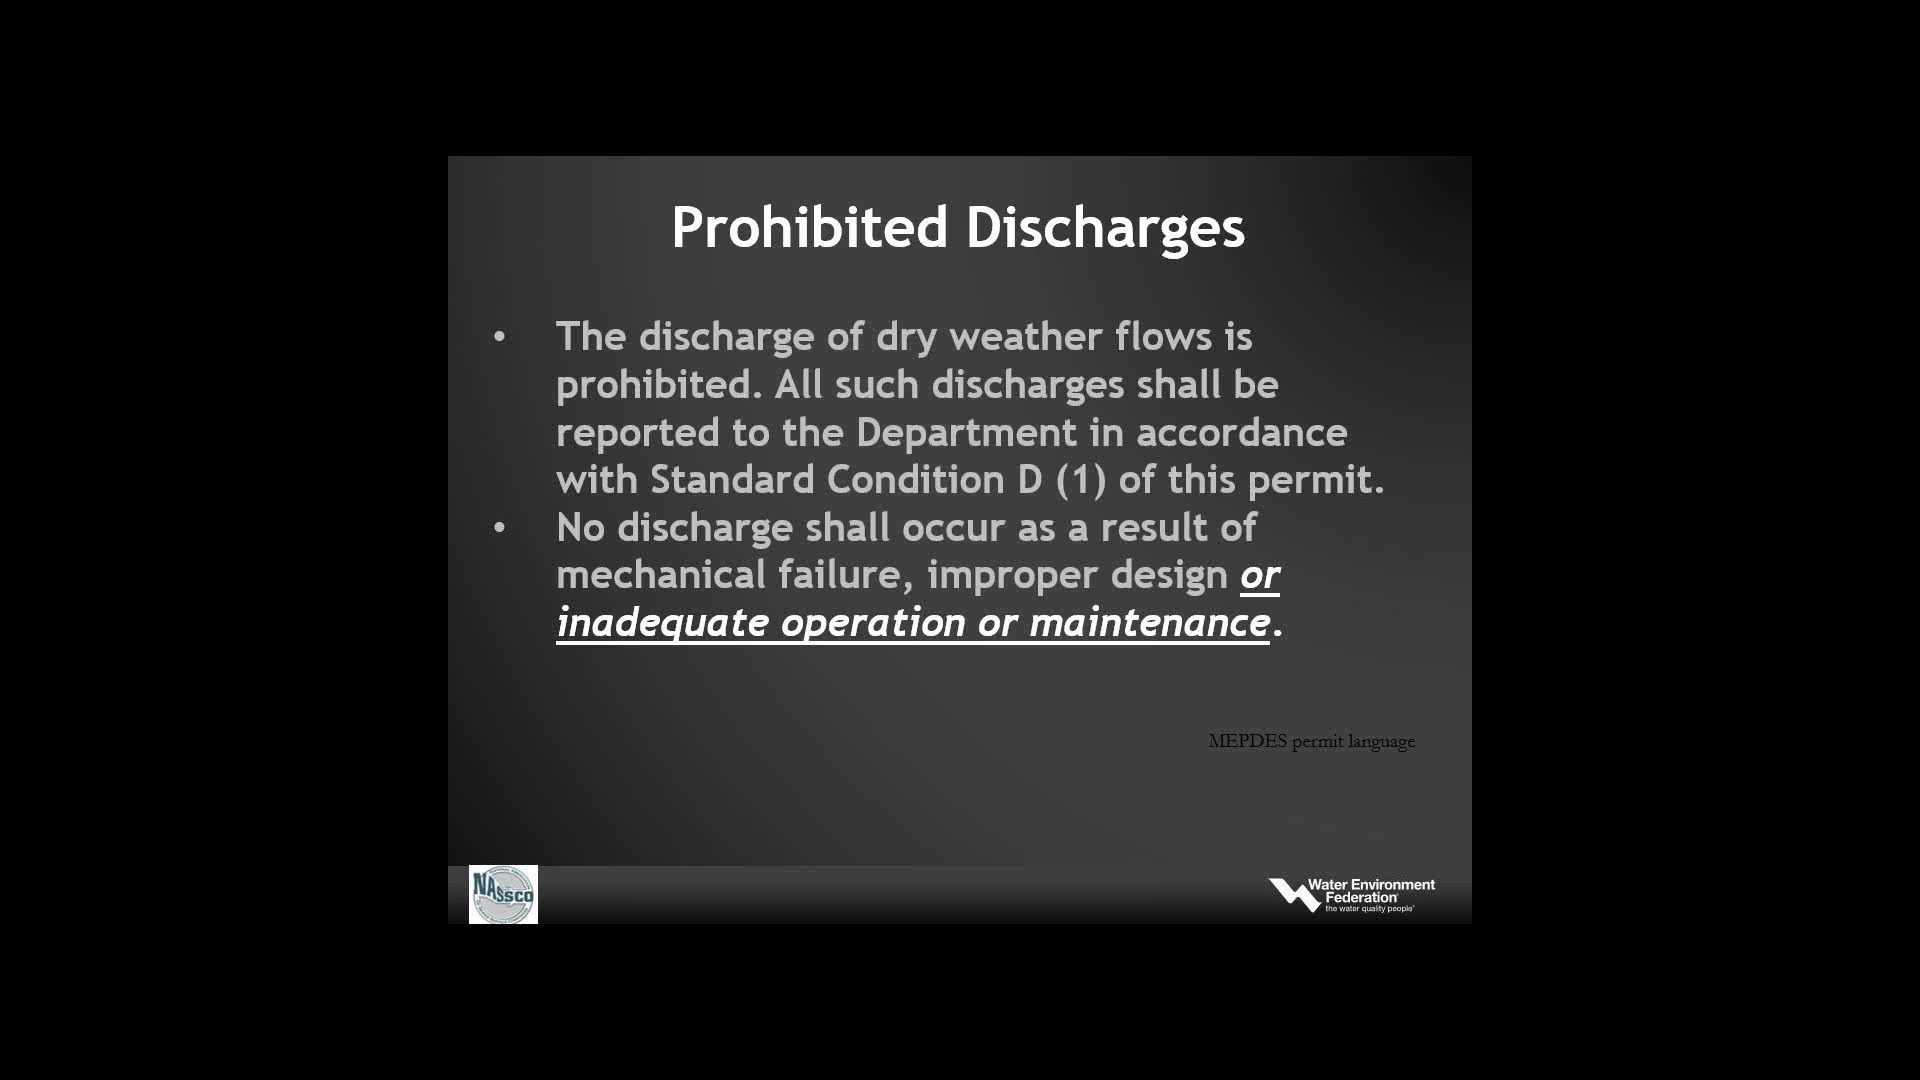 Prohibited Discharges
• The discharge of dry weather flows is
prohibited. All such discharges shall be
reported to the Department in accordance
with Standard Condition D (1) of this permit.
• No discharge shall occur as a result of
mechanical failure, improper design or
inadequate operation or maintenance.
MEPDES permit language
NASSCO
Water Environment
Federation
the water quality people